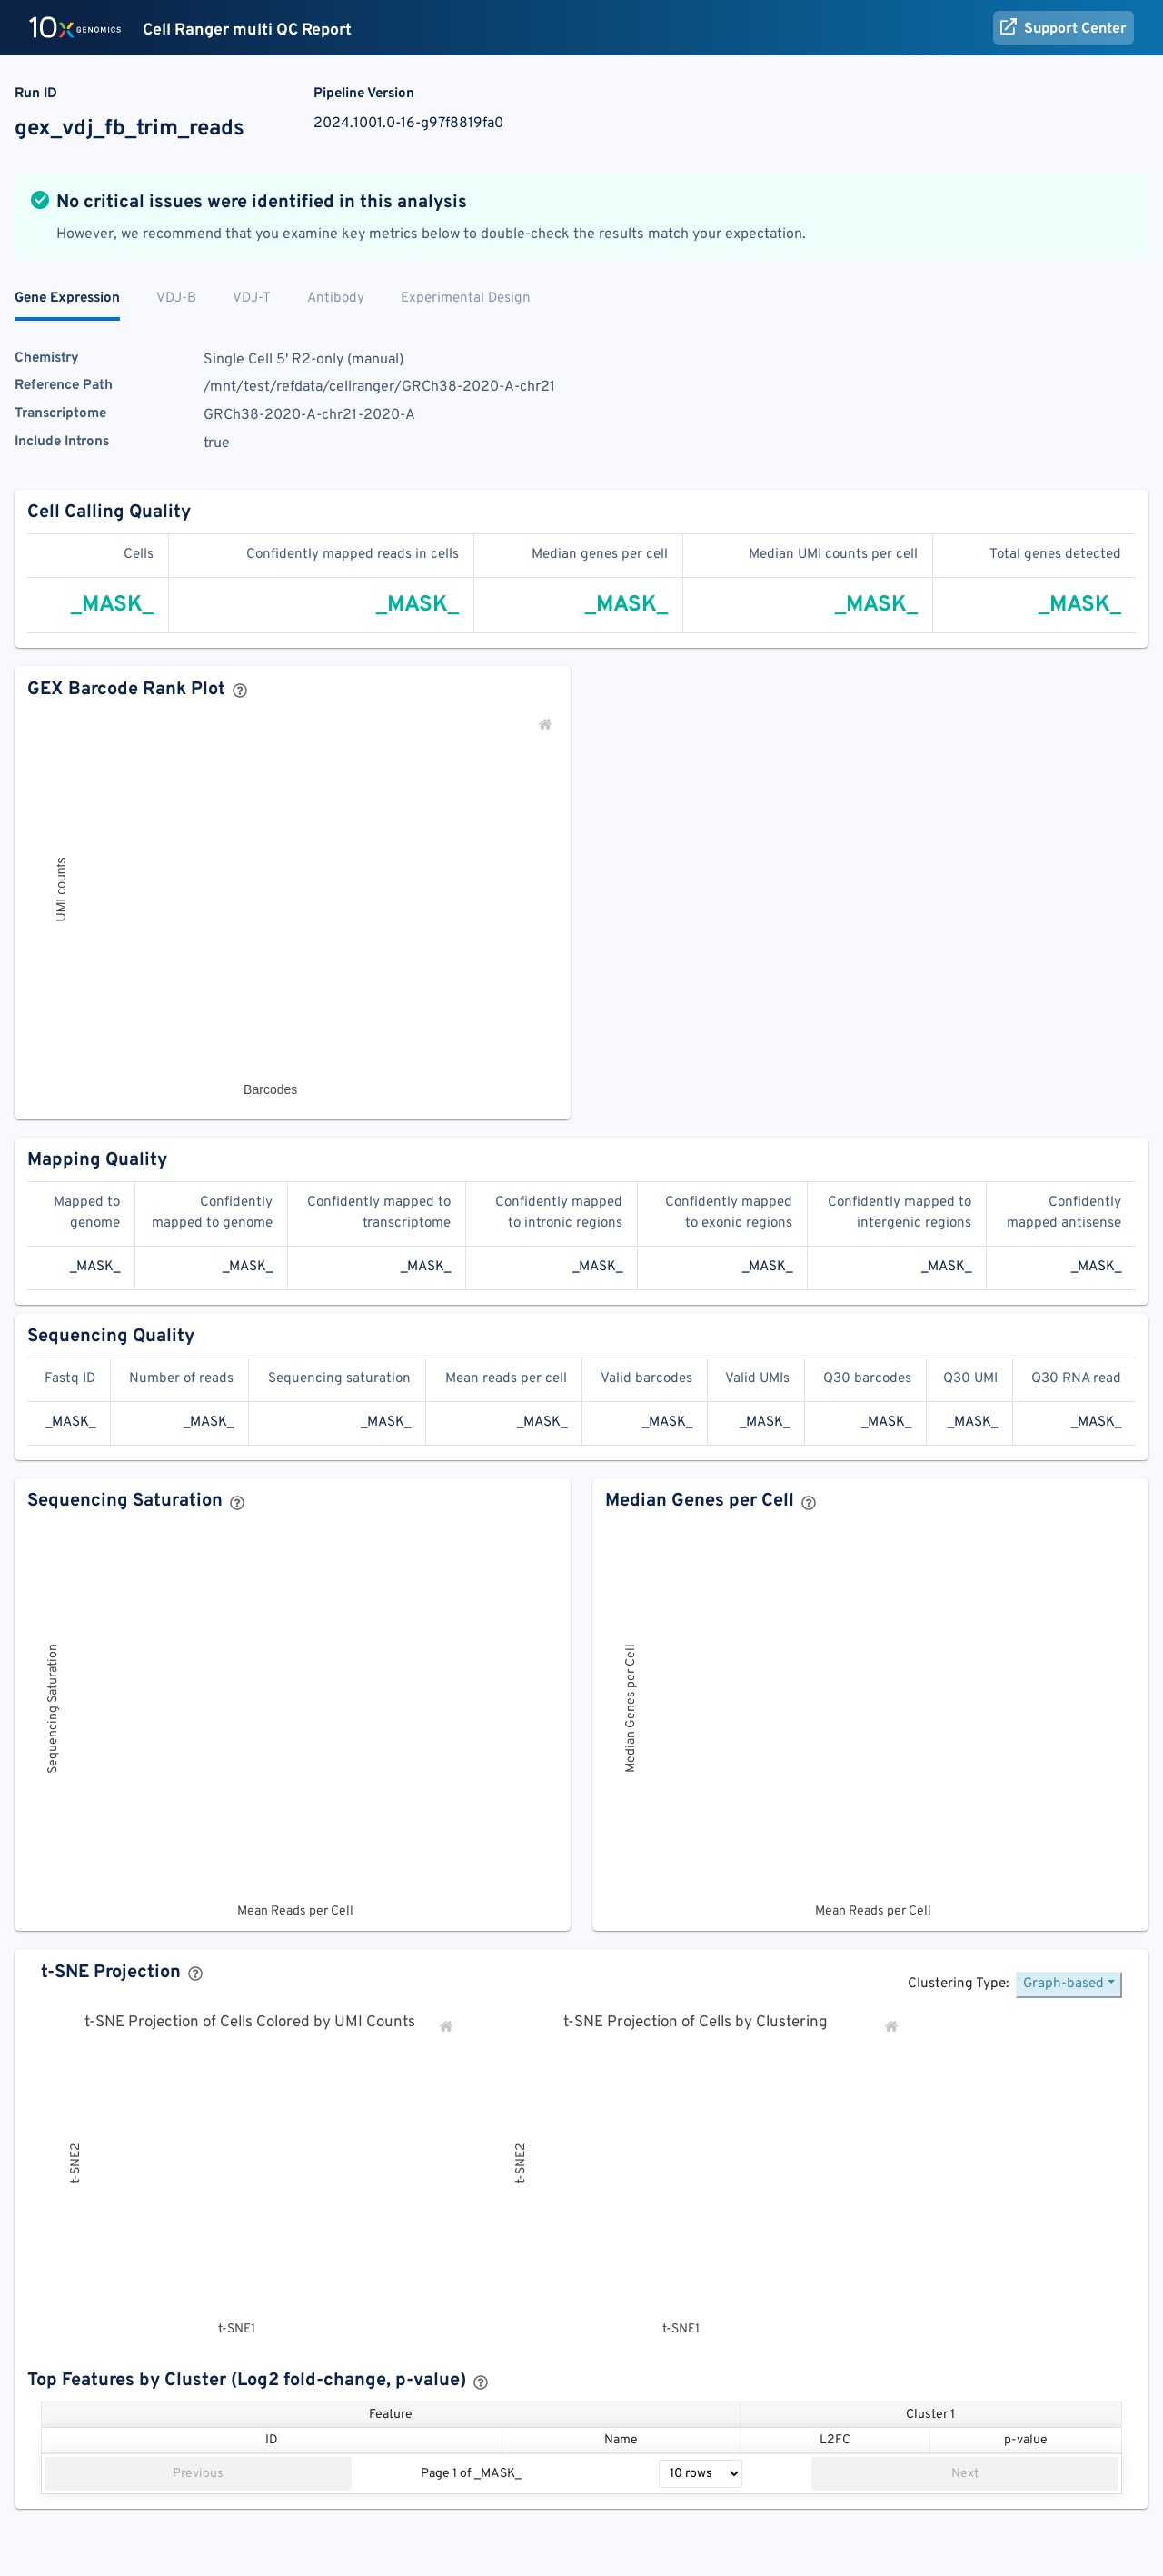 10x GENOMICS Cell Ranger multi QC Report Support Center
Run ID Pipeline Version
gex_vdj_fb_trim_reads 2024.1001.0-16-g97f8819fa0
No critical issues were identified in this analysis
However, we recommend that you examine key metrics below to double-check the results match your expectation.
Gene Expression VDJ-B VDJ-T Antibody Experimental Design
Chemistry Single Cell 5' R2-only (manual)
Reference Path /mnt/test/refdata/cellranger/GRCh38-2020-A-chr21
Transcriptome GRCh38-2020-A-chr21-2020-A
Include Introns true
Cell Calling Quality
Cells Confidently mapped reads in cells Median genes per cell Median UMI counts per cell Total genes detected
_MASK_ _MASK_ _MASK_ _MASK_ _MASK_
GEX Barcode Rank Plot
UMI counts
Barcodes
Mapping Quality
Mapped to genome Confidently mapped to genome Confidently mapped to transcriptome Confidently mapped to intronic regions Confidently mapped to exonic regions Confidently mapped to intergenic regions Confidently mapped antisense
_MASK_ _MASK_ _MASK_ _MASK_ _MASK_ _MASK_ _MASK_
Sequencing Quality
Fastq ID Number of reads Sequencing saturation Mean reads per cell Valid barcodes Valid UMIs Q30 barcodes Q30 UMI Q30 RNA read
_MASK_ _MASK_ _MASK_ _MASK_ _MASK_ _MASK_ _MASK_ _MASK_ _MASK_
Sequencing Saturation
Sequencing Saturation
Mean Reads per Cell
Median Genes per Cell
Median Genes per Cell
Mean Reads per Cell
t-SNE Projection
Clustering Type: Graph-based
t-SNE Projection of Cells Colored by UMI Counts
t-SNE2
t-SNE1
t-SNE Projection of Cells by Clustering
t-SNE2
t-SNE1
Top Features by Cluster (Log2 fold-change, p-value)
Feature Cluster 1
ID Name L2FC p-value
Previous Page 1 of _MASK_ 10 rows Next